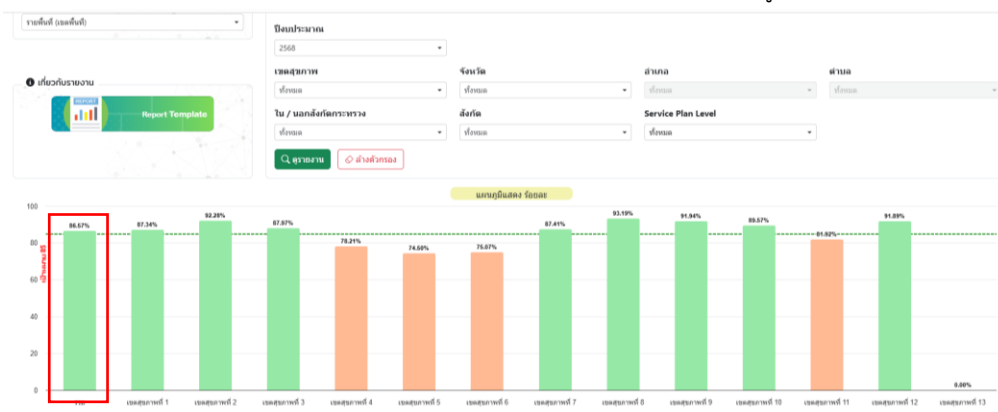 รายพื้นที่ (เขตพื้นที่)
ปีงบประมาณ
2568
เขตสุขภาพ จังหวัด อำเภอ ตำบล
ทั้งหมด ทั้งหมด ทั้งหมด ทั้งหมด
เกี่ยวกับรายงาน
REPORT
Report Template
ใน / นอกสังกัดกระทรวง สังกัด Service Plan Level
ทั้งหมด ทั้งหมด ทั้งหมด
ดูรายงาน ล้างตัวกรอง
แผนภูมิแสดง ร้อยละ
100
80
60
40
20
0
86.57% 87.34% 92.28% 87.97% 78.21% 74.50% 75.07% 87.41% 93.19% 91.94% 89.57% 81.92% 91.89% 0.00%
รวม เขตสุขภาพที่ 1 เขตสุขภาพที่ 2 เขตสุขภาพที่ 3 เขตสุขภาพที่ 4 เขตสุขภาพที่ 5 เขตสุขภาพที่ 6 เขตสุขภาพที่ 7 เขตสุขภาพที่ 8 เขตสุขภาพที่ 9 เขตสุขภาพที่ 10 เขตสุขภาพที่ 11 เขตสุขภาพที่ 12 เขตสุขภาพที่ 13